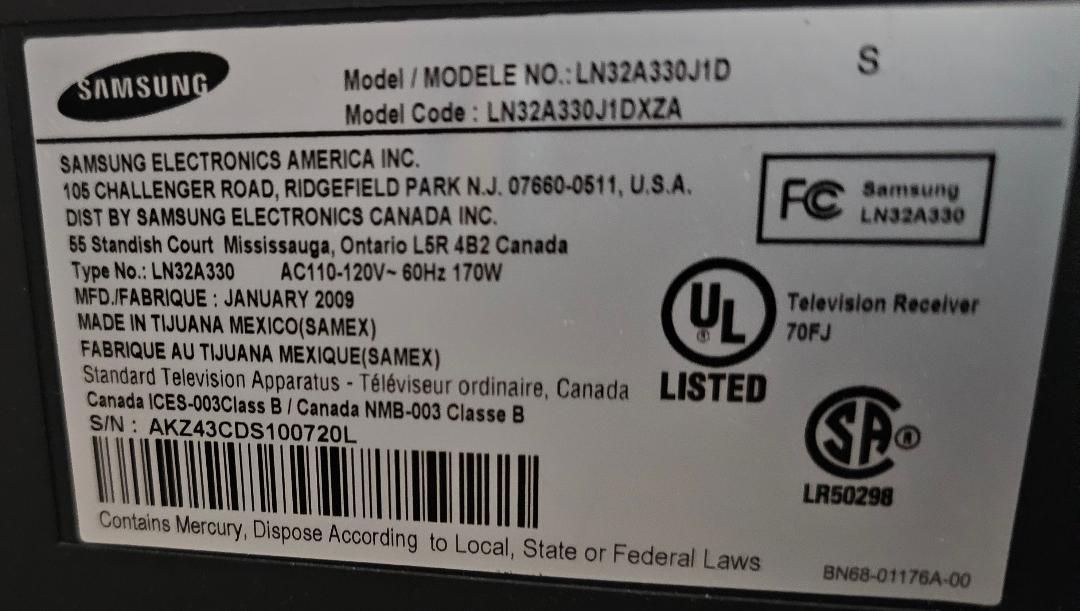 SAMSUNG
Model / MODELE NO.: LN32A330J1D
S
Model Code : LN32A330J1DXZA
SAMSUNG ELECTRONICS AMERICA INC.
105 CHALLENGER ROAD, RIDGEFIELD PARK N.J. 07660-0511, U.S.A.
DIST BY SAMSUNG ELECTRONICS CANADA INC.
55 Standish Court Mississauga, Ontario L5R 4B2 Canada
Type No.: LN32A330 AC110-120V~ 60Hz 170W
MFD./FABRIQUE : JANUARY 2009
MADE IN TIJUANA MEXICO(SAMEX)
FABRIQUE AU TIJUANA MEXIQUE(SAMEX)
Standard Television Apparatus - Téléviseur ordinaire, Canada
Canada ICES-003Class B / Canada NMB-003 Classe B
S/N : AKZ43CDS100720L
Contains Mercury, Dispose According to Local, State or Federal Laws
FC Samsung
LN32A330
UL ®
LISTED
Television Receiver
70FJ
SA ®
LR50298
BN68-01176A-00